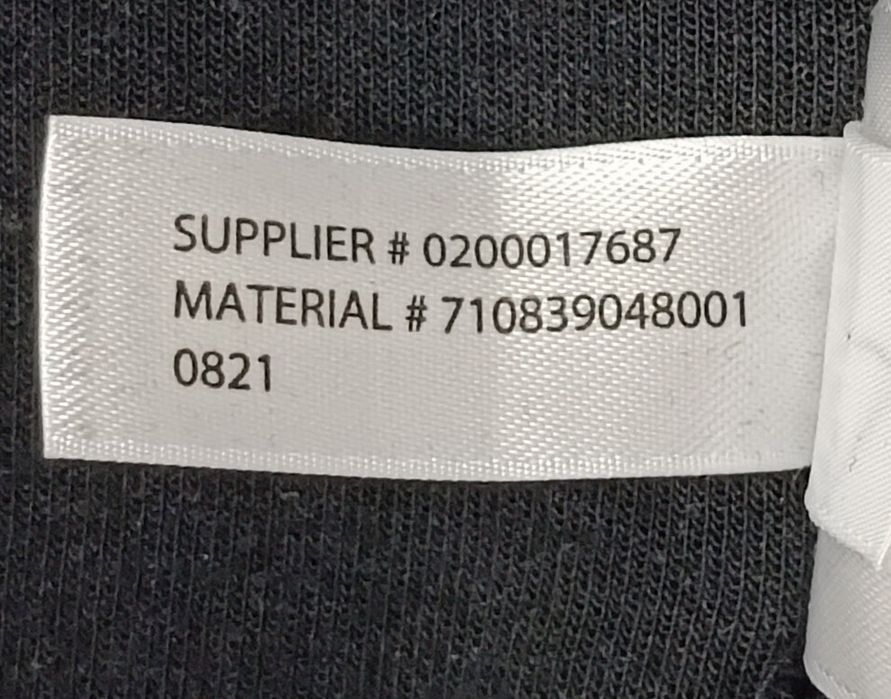 SUPPLIER # 0200017687
MATERIAL # 710839048001
0821